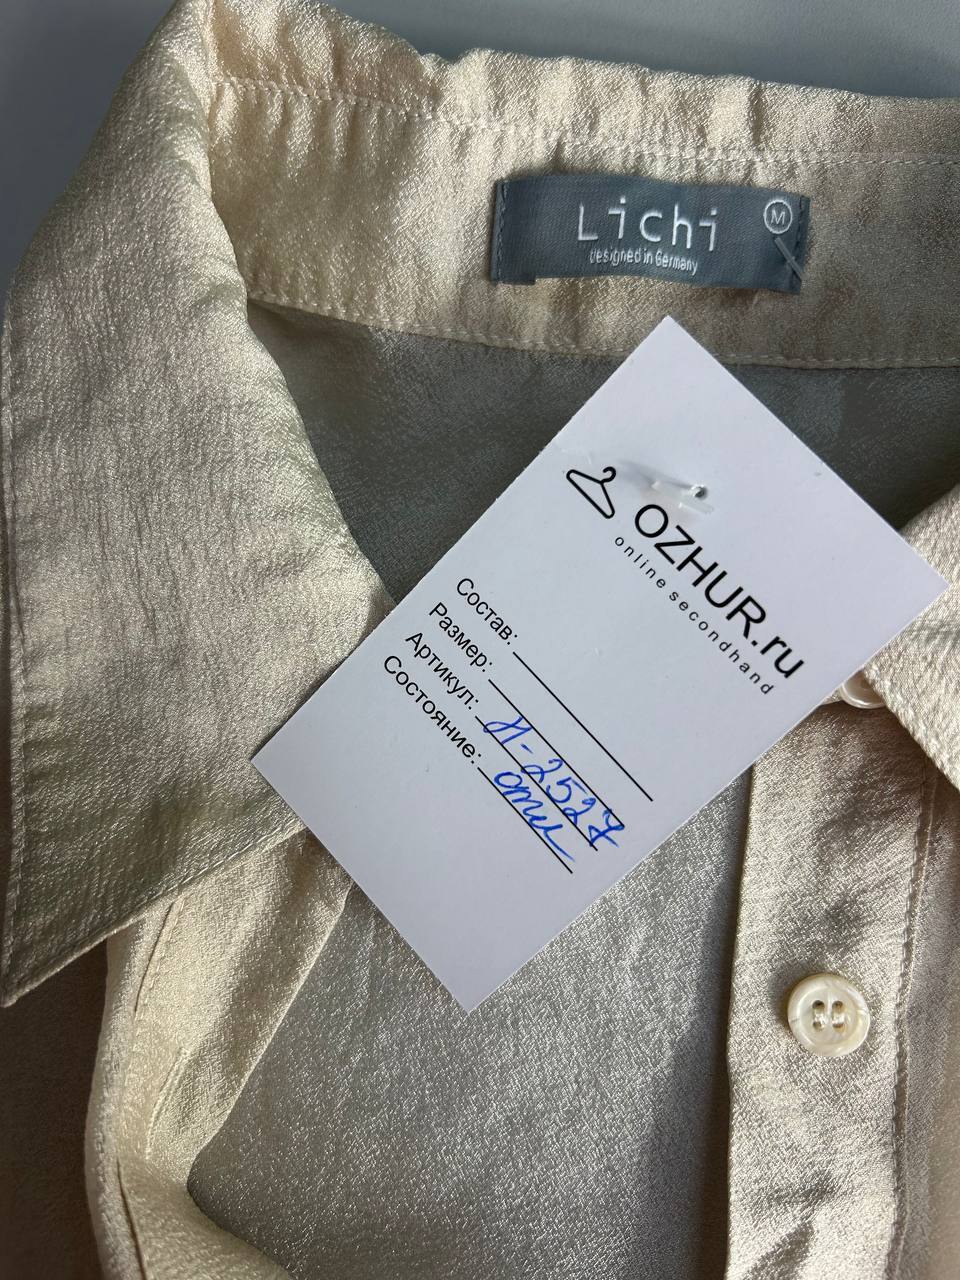 Lichi
M
designed in Germany
OZHUR.ru
online secondhand
Состав:
Размер:
Артикул: И-2527
Состояние: отл